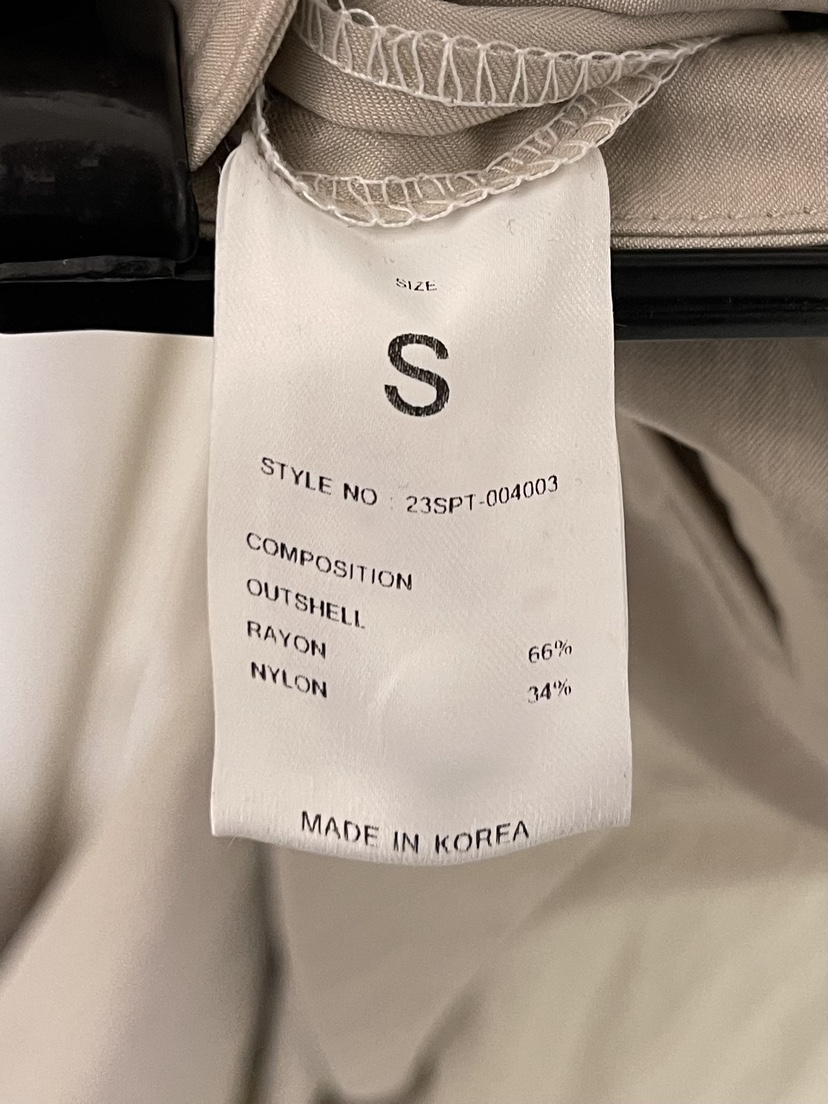 SIZE
S
STYLE NO : 23SPT-004003
COMPOSITION
OUTSHELL
RAYON 66%
NYLON 34%
MADE IN KOREA